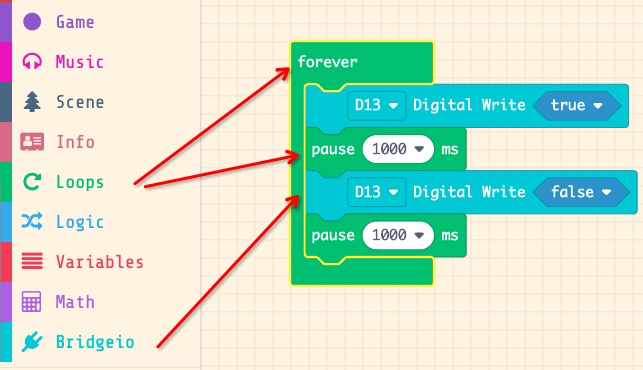 Game
Music
Scene
Info
Loops
Logic
Variables
Math
Bridgeio
forever
D13 Digital Write true
pause 1000 ms
D13 Digital Write false
pause 1000 ms